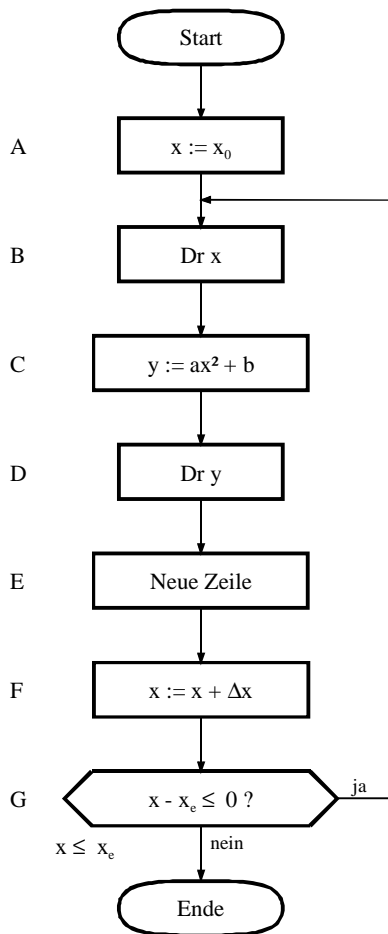 Start
A
x := x₀
B
Dr x
C
y := ax² + b
D
Dr y
E
Neue Zeile
F
x := x + Δx
G
x - xₑ ≤ 0 ?
ja
x ≤ xₑ
nein
Ende